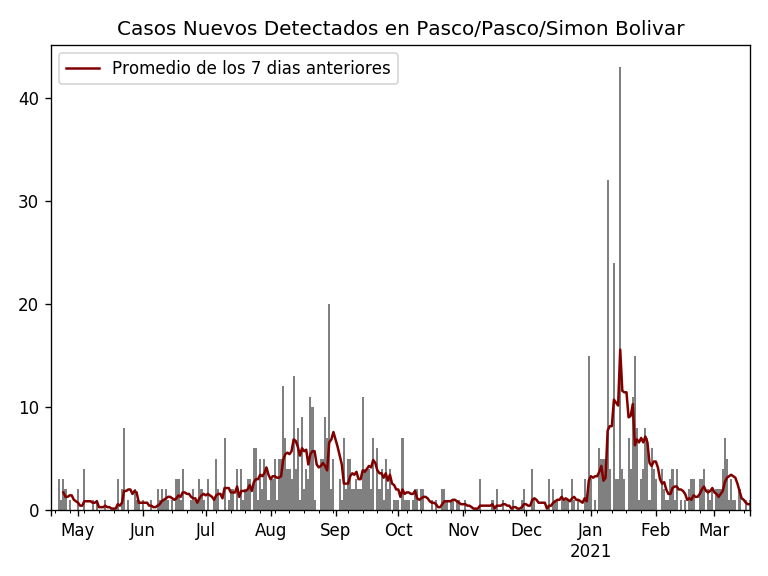 Casos Nuevos Detectados en Pasco/Pasco/Simon Bolivar
Promedio de los 7 dias anteriores
40
30
20
10
0
May Jun Jul Aug Sep Oct Nov Dec Jan Feb Mar
2021